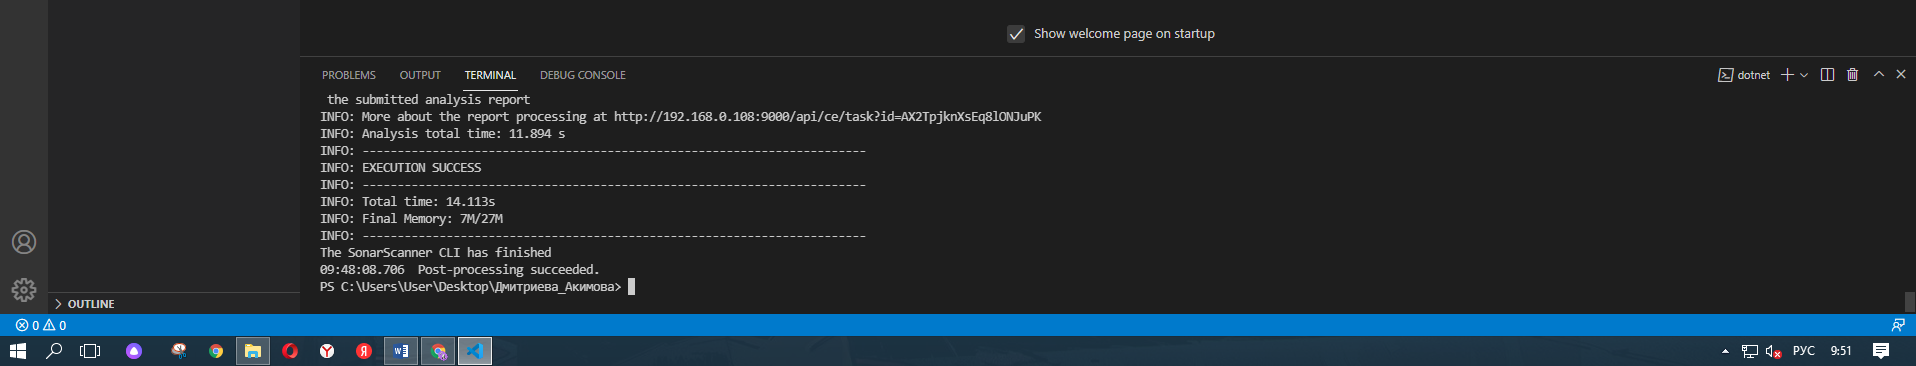 Show welcome page on startup
PROBLEMS OUTPUT TERMINAL DEBUG CONSOLE dotnet
the submitted analysis report
INFO: More about the report processing at http://192.168.0.108:9000/api/ce/task?id=AX2TpjknXsEq8lONJuPK
INFO: Analysis total time: 11.894 s
INFO: ------------------------------------------------------------------------
INFO: EXECUTION SUCCESS
INFO: ------------------------------------------------------------------------
INFO: Total time: 14.113s
INFO: Final Memory: 7M/27M
INFO: ------------------------------------------------------------------------
The SonarScanner CLI has finished
09:48:08.706  Post-processing succeeded.
PS C:\Users\User\Desktop\Дмитриева_Акимова>
OUTLINE
0 0
РУС 9:51